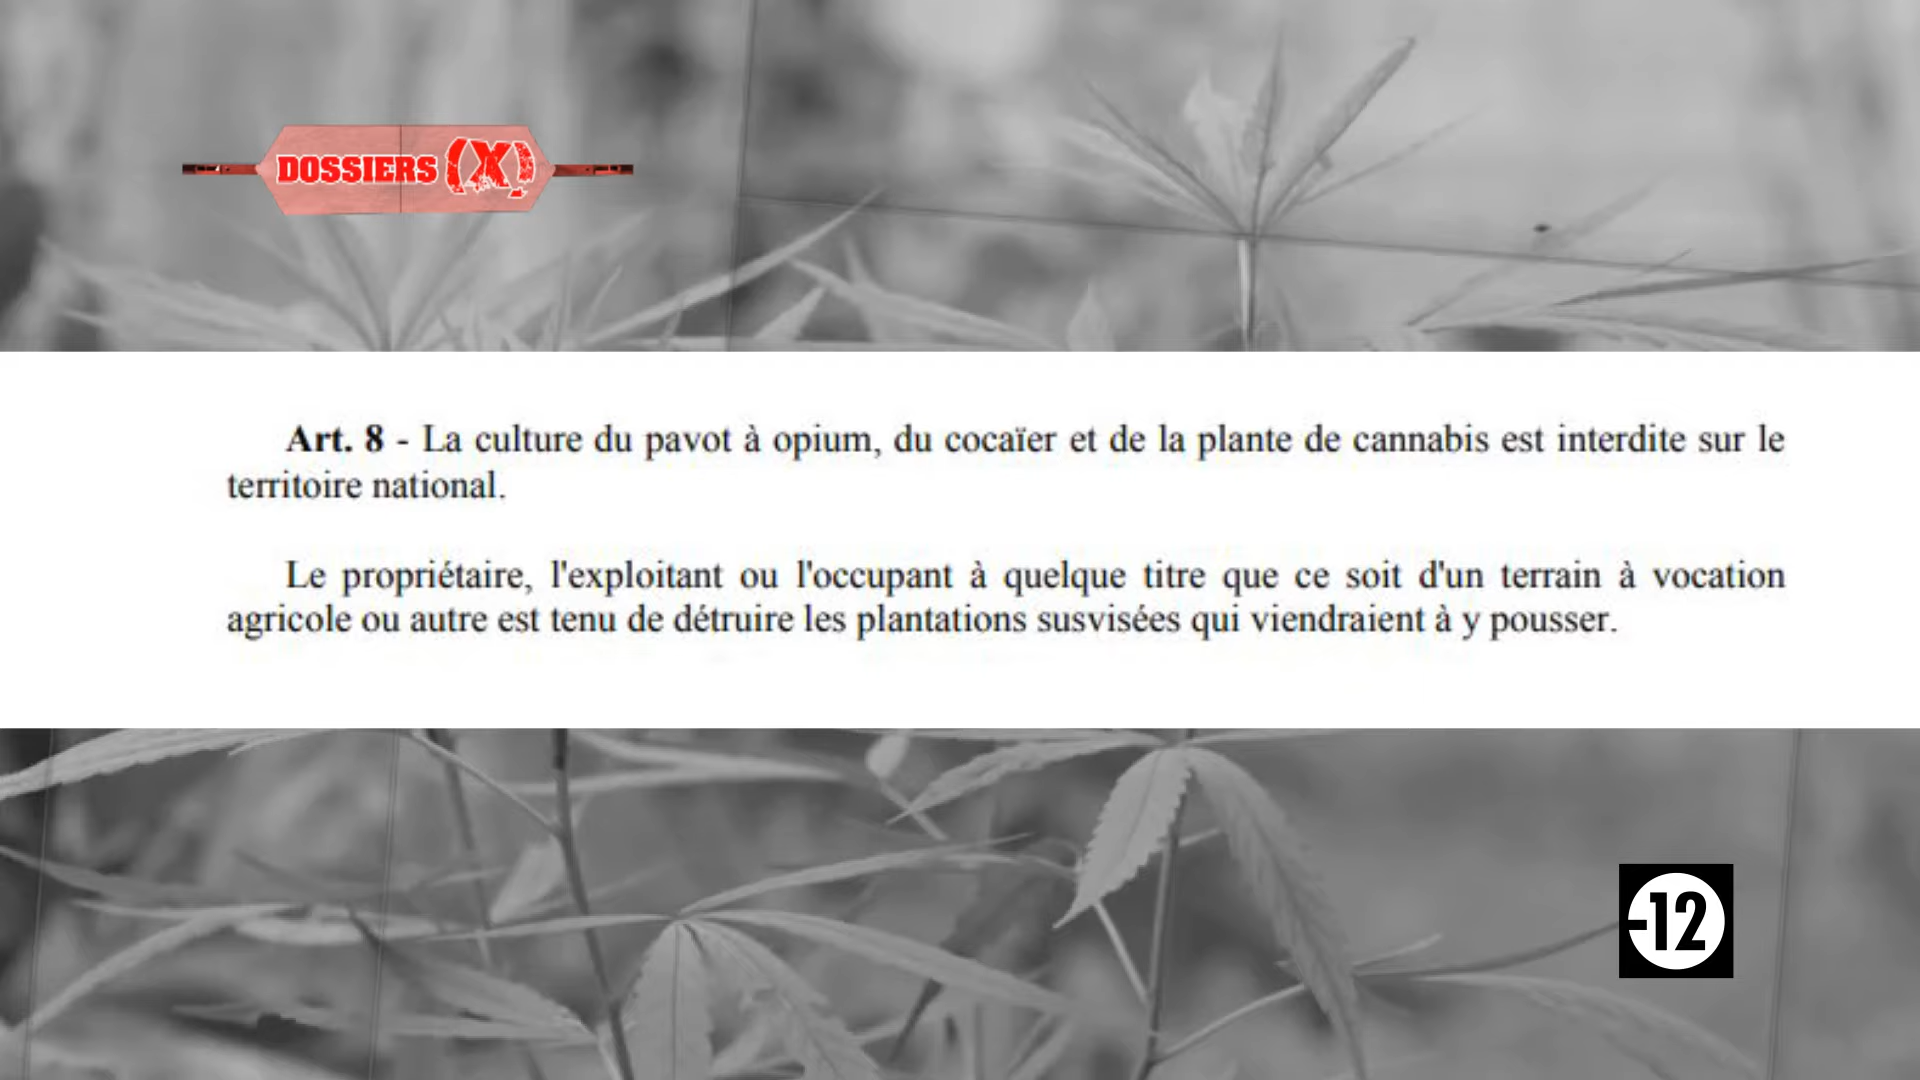 DOSSIERS (X)
Art. 8 - La culture du pavot à opium, du cocaïer et de la plante de cannabis est interdite sur le
territoire national.
Le propriétaire, l'exploitant ou l'occupant à quelque titre que ce soit d'un terrain à vocation
agricole ou autre est tenu de détruire les plantations susvisées qui viendraient à y pousser.
-12